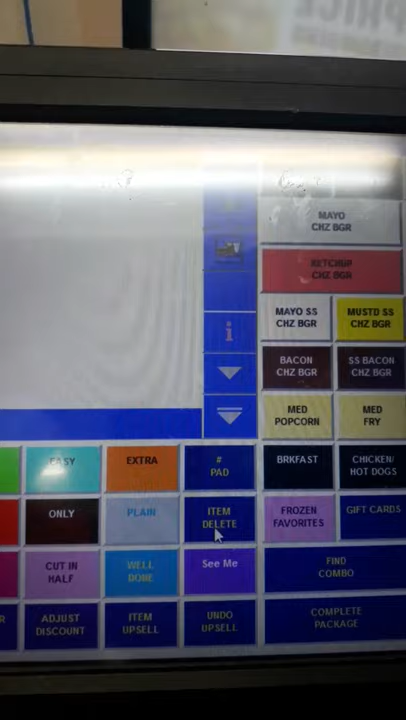 MAYO
CHZ BGR
KETCHUP
CHZ BGR
MAYO SS
CHZ BGR
MUSTD SS
CHZ BGR
BACON
CHZ BGR
SS BACON
CHZ BGR
MED
POPCORN
MED
FRY
EASY
EXTRA
#
PAD
BRKFAST
CHICKEN/
HOT DOGS
ONLY
PLAIN
ITEM
DELETE
FROZEN
FAVORITES
GIFT CARDS
CUT IN
HALF
WELL
DONE
See Me
FIND
COMBO
R
ADJUST
DISCOUNT
ITEM
UPSELL
UNDO
UPSELL
COMPLETE
PACKAGE